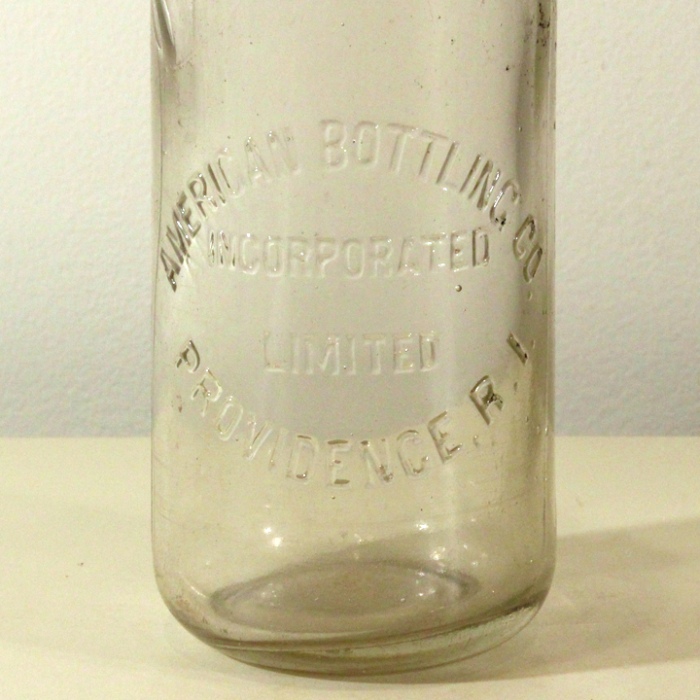 AMERICAN BOTTLING CO.
INCORPORATED
LIMITED
PROVIDENCE, R.I.